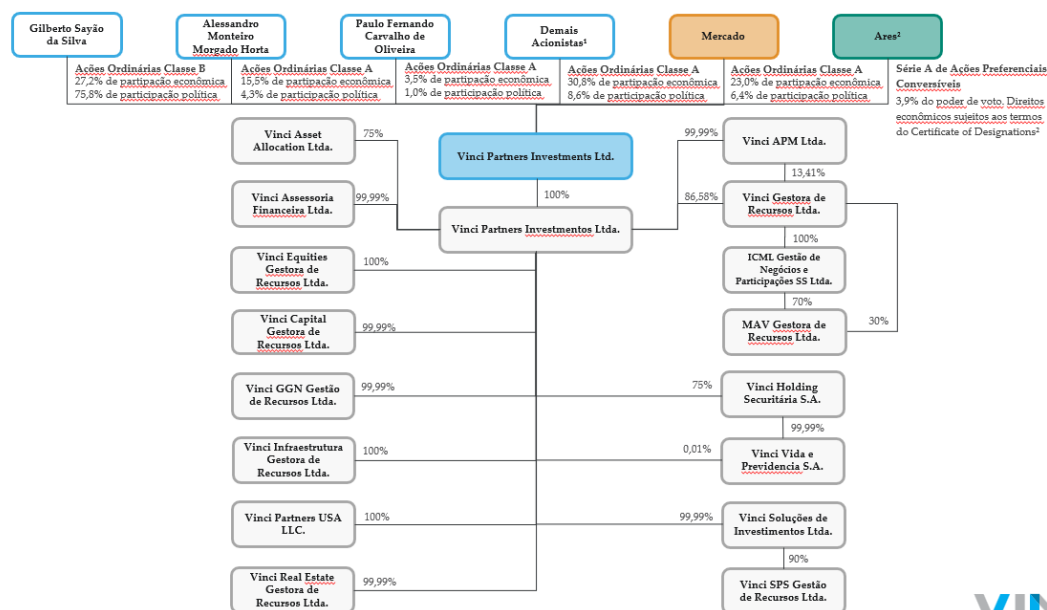 Gilberto Sayão
da Silva
Alessandro
Monteiro
Morgado Horta
Paulo Fernando
Carvalho de
Oliveira
Demais
Acionistas¹
Mercado
Ares²
Ações Ordinárias Classe B
27,2% de partipação econômica
75,8% de participação política
Ações Ordinárias Classe A
15,5% de partipação econômica
4,3% de participação política
Ações Ordinárias Classe A
3,5% de partipação econômica
1,0% de participação política
Ações Ordinárias Classe A
30,8% de partipação econômica
8,6% de participação política
Ações Ordinárias Classe A
23,0% de partipação econômica
6,4% de participação política
Série A de Ações Preferenciais
Conversíveis
3,9% do poder de voto. Direitos
econômicos sujeitos aos termos
do Certificate of Designations²
Vinci Partners Investments Ltd.
100%
Vinci Partners Investimentos Ltda.
Vinci Asset
Allocation Ltda.
75%
Vinci Assessoria
Financeira Ltda.
99,99%
Vinci Equities
Gestora de
Recursos Ltda.
100%
Vinci Capital
Gestora de
Recursos Ltda.
99,99%
Vinci GGN Gestão
de Recursos Ltda.
99,99%
Vinci Infraestrutura
Gestora de
Recursos Ltda.
100%
Vinci Partners USA
LLC.
100%
Vinci Real Estate
Gestora de
Recursos Ltda.
99,99%
99,99%
Vinci APM Ltda.
13,41%
86,58%
Vinci Gestora de
Recursos Ltda.
100%
ICML Gestão de
Negócios e
Participações SS Ltda.
70%
MAV Gestora de
Recursos Ltda.
30%
75%
Vinci Holding
Securitária S.A.
99,99%
0,01%
Vinci Vida e
Previdencia S.A.
99,99%
Vinci Soluções de
Investimentos Ltda.
90%
Vinci SPS Gestão
de Recursos Ltda.